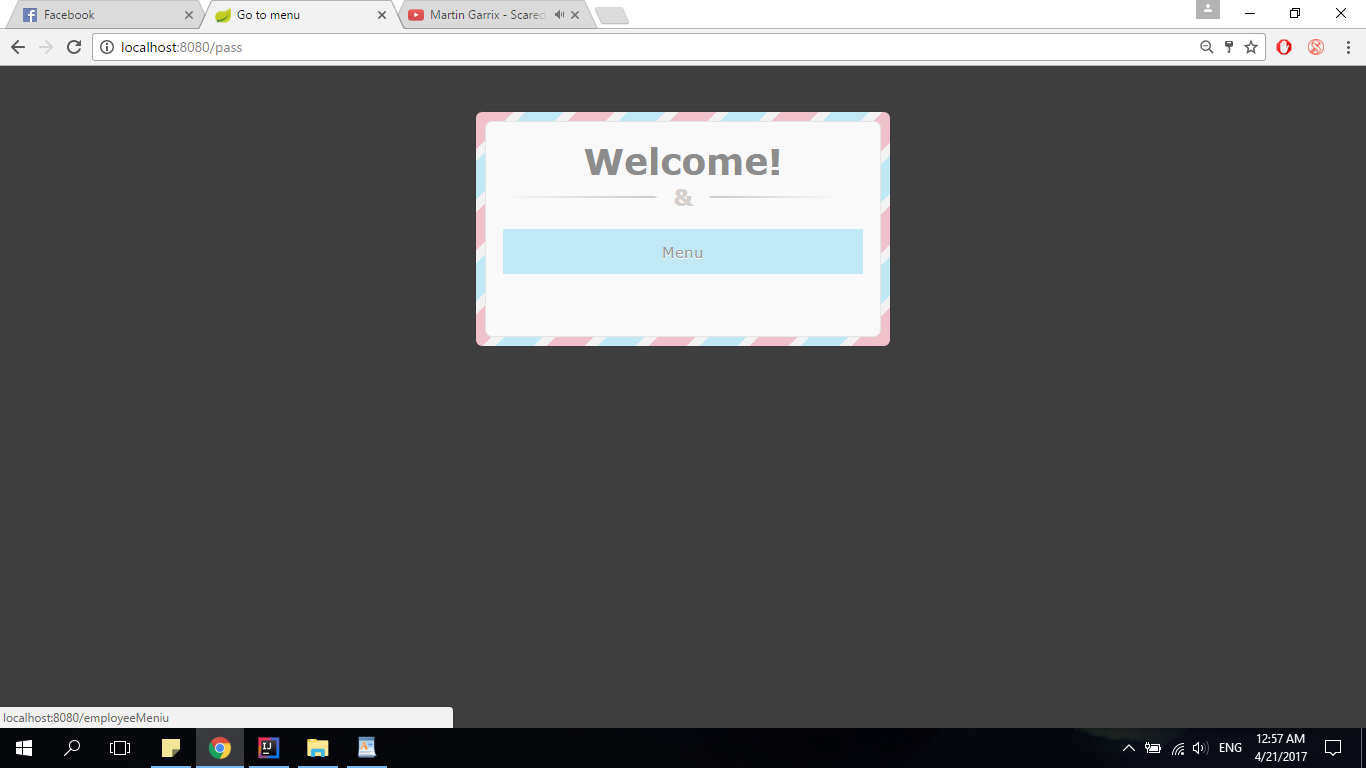 Facebook
Go to menu
Martin Garrix - Scared
localhost:8080/pass
Welcome!
&
Menu
localhost:8080/employeeMeniu
ENG
12:57 AM
4/21/2017